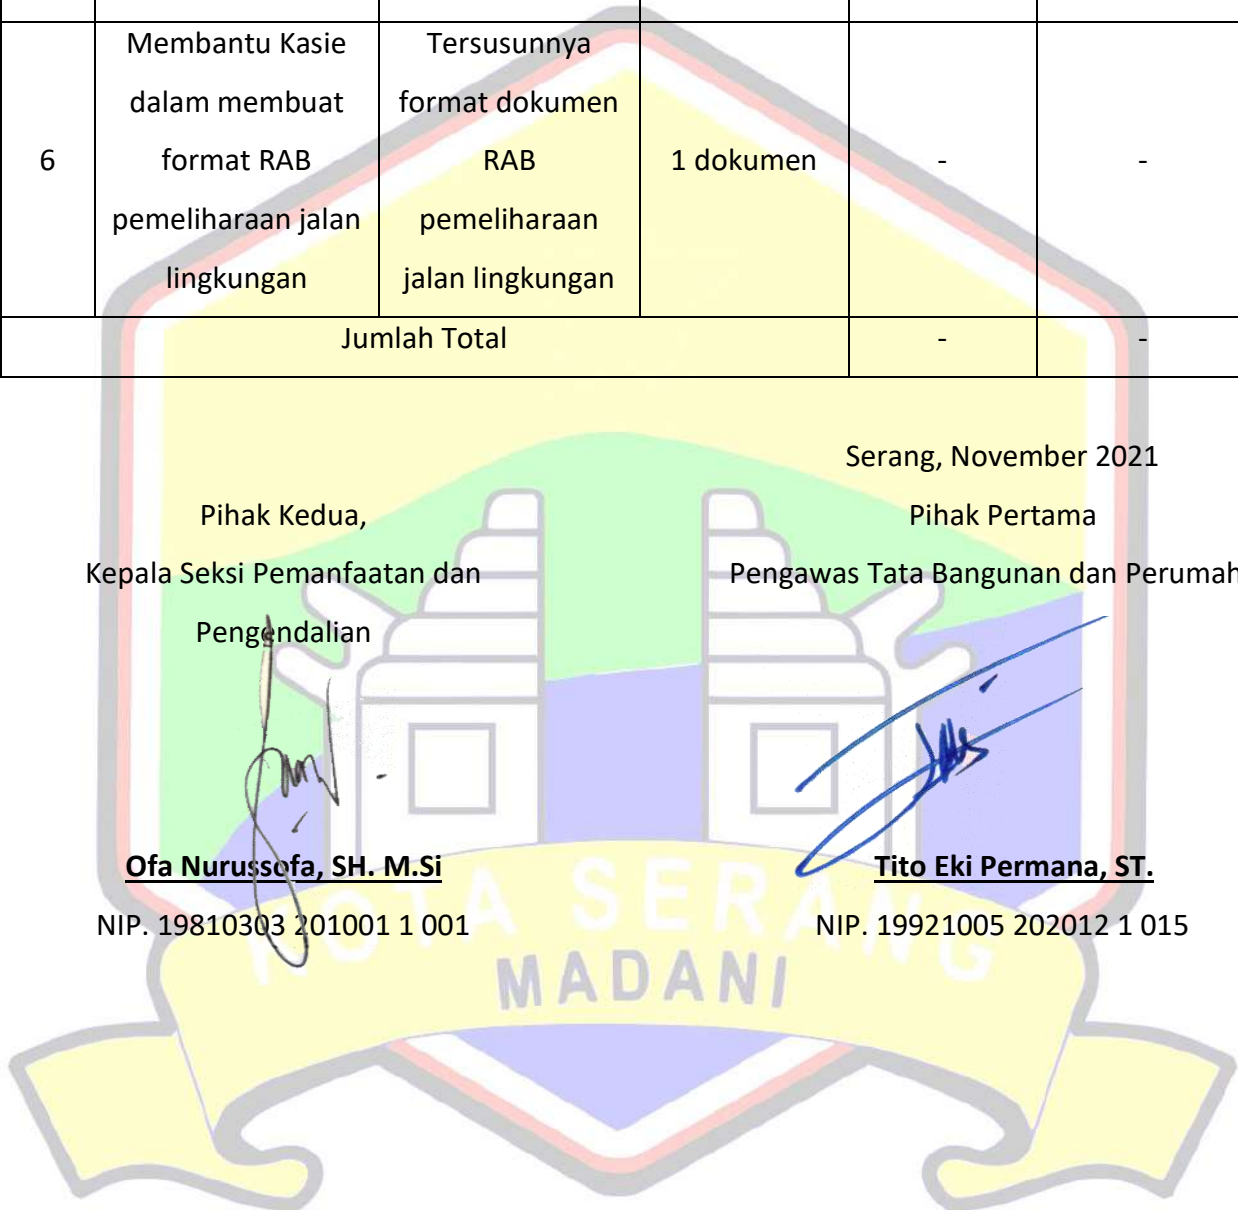 6
Membantu Kasie
dalam membuat
format RAB
pemeliharaan jalan
lingkungan
Tersusunnya
format dokumen
RAB
pemeliharaan
jalan lingkungan
1 dokumen
-
-
Jumlah Total
-
-
Serang, November 2021
Pihak Kedua,
Kepala Seksi Pemanfaatan dan
Pengendalian
Pihak Pertama
Pengawas Tata Bangunan dan Perumah
Ofa Nurussofa, SH. M.Si
NIP. 19810303 201001 1 001
Tito Eki Permana, ST.
NIP. 19921005 202012 1 015
KOTA SERANG
MADANI